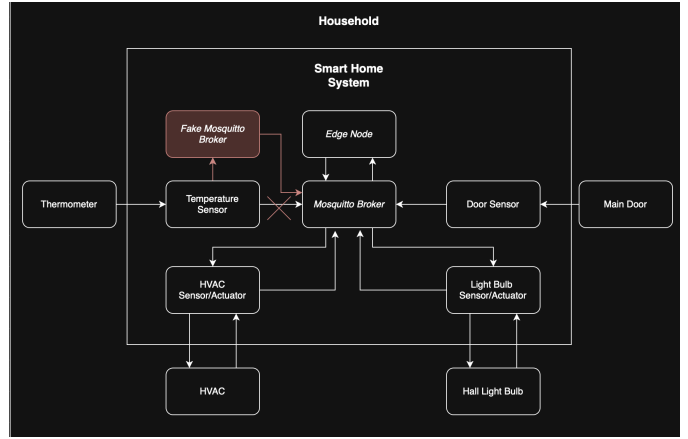 Household
Smart Home
System
Fake Mosquitto
Broker
Edge Node
Thermometer
Temperature
Sensor
Mosquitto Broker
Door Sensor
Main Door
HVAC
Sensor/Actuator
Light Bulb
Sensor/Actuator
HVAC
Hall Light Bulb